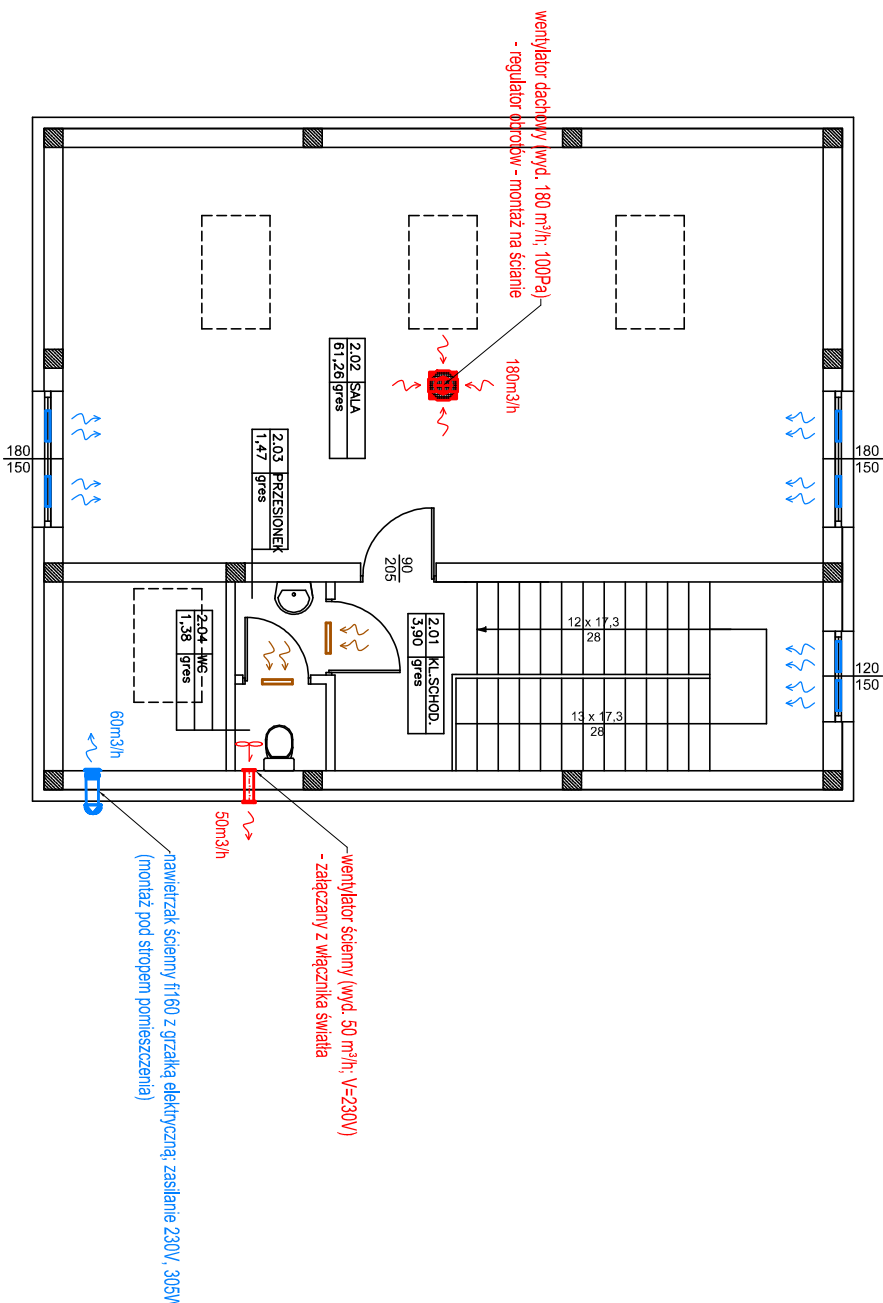 wentylator dachowy (wyd. 180 m³/h; 100Pa)
- regulator obrotów - montaż na ścianie
180m3/h
2.02 SALA
61,26 gres
2.03 PRZESIONEK
1,47 gres
90
205
2.01 KL.SCHOD.
3,90 gres
2.04 WC
1,38 gres
12 x 17,3
28
13 x 17,3
28
180
150
180
150
120
150
60m3/h
50m3/h
wentylator ścienny (wyd. 50 m³/h; V=230V)
- załączany z włącznika światła
nawietrzak ścienny fi160 z grzałką elektryczną; zasilanie 230V, 305W
(montaż pod stropem pomieszczenia)